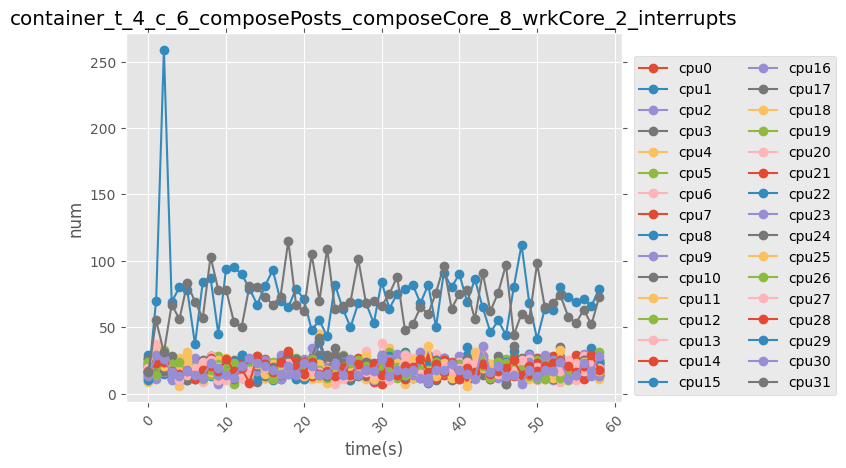 container_t_4_c_6_composePosts_composeCore_8_wrkCore_2_interrupts
num
250
200
150
100
50
0
0
10
20
30
40
50
60
time(s)
cpu0
cpu1
cpu2
cpu3
cpu4
cpu5
cpu6
cpu7
cpu8
cpu9
cpu10
cpu11
cpu12
cpu13
cpu14
cpu15
cpu16
cpu17
cpu18
cpu19
cpu20
cpu21
cpu22
cpu23
cpu24
cpu25
cpu26
cpu27
cpu28
cpu29
cpu30
cpu31